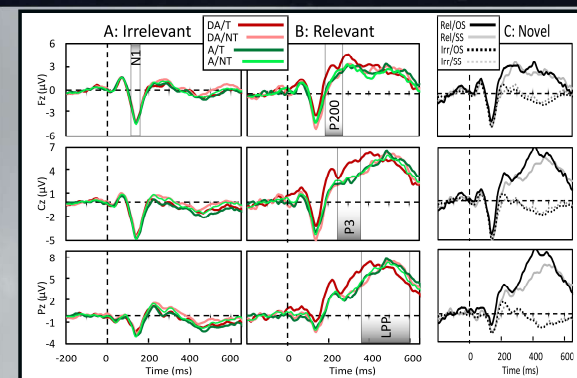 A: Irrelevant
DA/T
DA/NT
A/T
A/NT
B: Relevant
Rel/OS
Rel/SS
Irr/OS
Irr/SS
C: Novel
Fz (µV)
6
3
0
-3
-6
N1
P200
Cz (µV)
7
4
1
-2
-5
P3
Pz (µV)
8
5
2
-1
-4
LPP
-200 0 200 400 600
0 200 400 600
0 200 400 600
Time (ms)
Time (ms)
Time (ms)